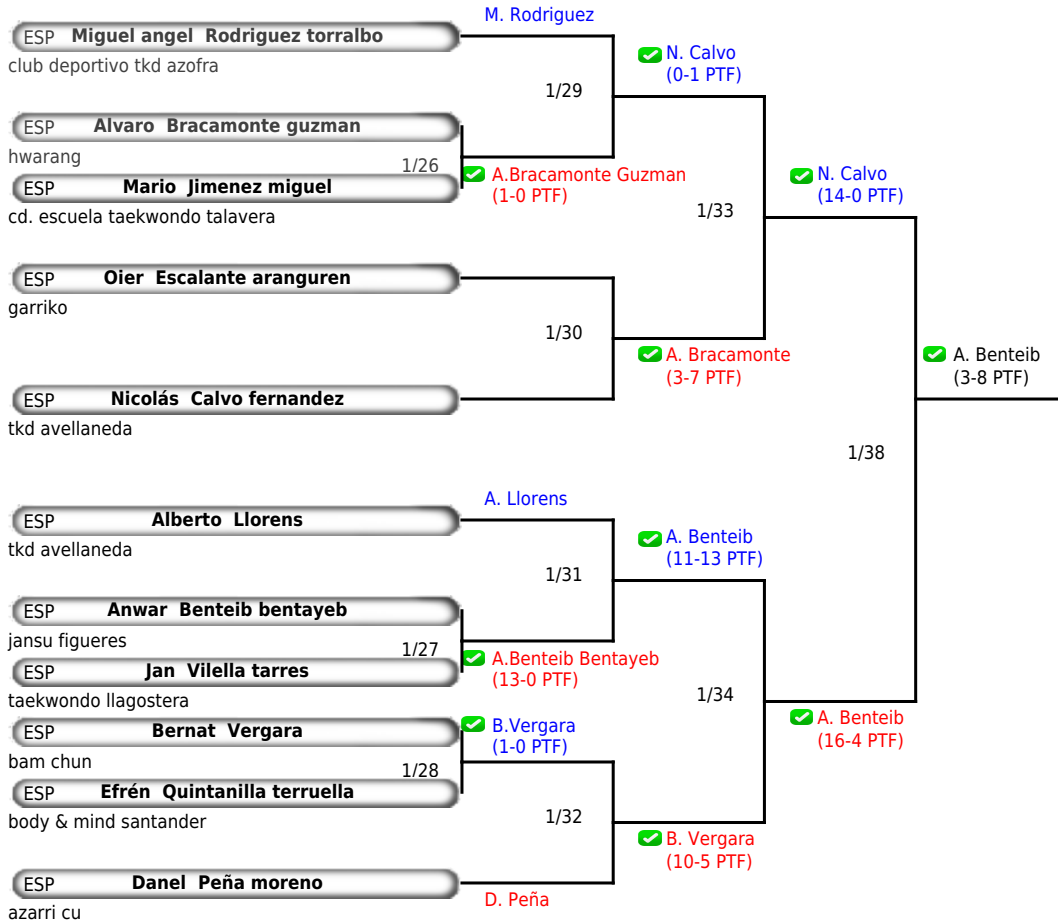 M. Rodriguez
ESP Miguel angel Rodriguez torralbo
club deportivo tkd azofra
N. Calvo
(0-1 PTF)
1/29
ESP Alvaro Bracamonte guzman
hwarang
1/26
A.Bracamonte Guzman
(1-0 PTF)
ESP Mario Jimenez miguel
cd. escuela taekwondo talavera
N. Calvo
(14-0 PTF)
1/33
ESP Oier Escalante aranguren
garriko
1/30
A. Bracamonte
(3-7 PTF)
A. Benteib
(3-8 PTF)
ESP Nicolás Calvo fernandez
tkd avellaneda
1/38
A. Llorens
ESP Alberto Llorens
tkd avellaneda
A. Benteib
(11-13 PTF)
1/31
ESP Anwar Benteib bentayeb
jansu figueres
1/27
A.Benteib Bentayeb
(13-0 PTF)
ESP Jan Vilella tarres
taekwondo llagostera
1/34
A. Benteib
(16-4 PTF)
ESP Bernat Vergara
bam chun
B.Vergara
(1-0 PTF)
1/28
ESP Efrén Quintanilla terruella
body & mind santander
1/32
B. Vergara
(10-5 PTF)
ESP Danel Peña moreno
azarri cu
D. Peña